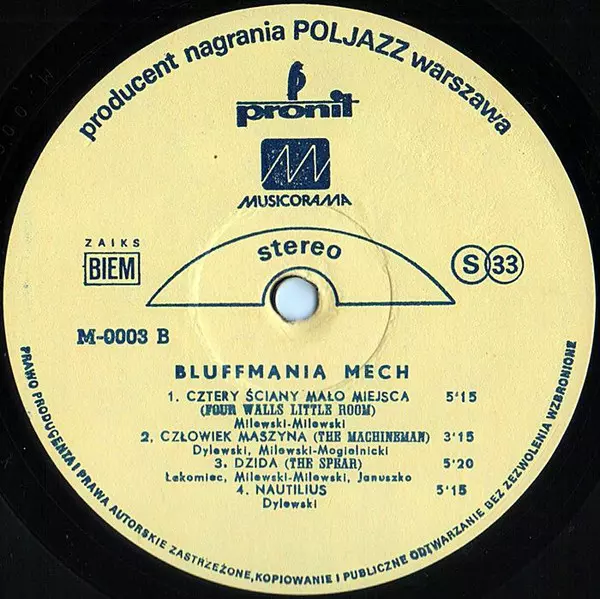 producent nagrania POLJAZZ warszawa
pronit
MUSICORAMA
stereo
ZAIKS
BIEM
S 33
M-0003 B
BLUFFMANIA MECH
1. CZTERY ŚCIANY MAŁO MIEJSCA 5'15
(FOUR WALLS LITTLE ROOM)
Milewski-Milewski
2. CZŁOWIEK MASZYNA (THE MACHINEMAN) 3'15
Dylewski, Milewski-Mogielnicki
3. DZIDA (THE SPEAR) 5'20
Łakomiec, Milewski-Milewski, Januszko
4. NAUTILIUS 5'15
Dylewski
PRAWO PRODUCENTA I PRAWA AUTORSKIE ZASTRZEŻONE, KOPIOWANIE I PUBLICZNE ODTWARZANIE BEZ ZEZWOLENIA WZBRONIONE